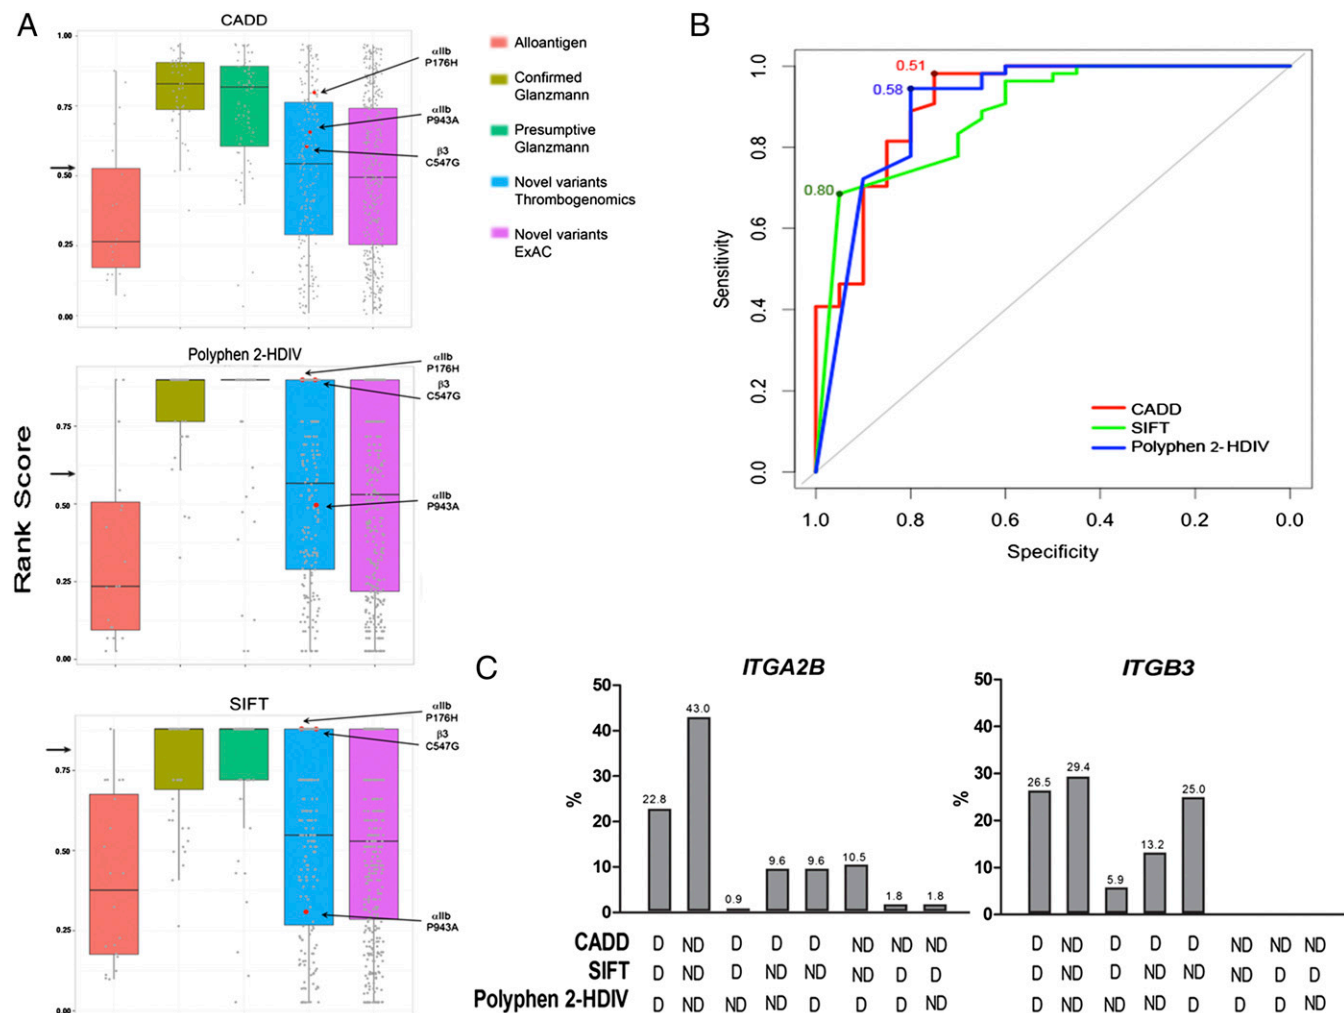 A
CADD
1.00
0.75
0.50
0.25
0.00
αIIb
P176H
αIIb
P943A
β3
C547G
Alloantigen
Confirmed
Glanzmann
Presumptive
Glanzmann
Novel variants
Thrombogenomics
Novel variants
ExAC
Rank Score
Polyphen 2-HDIV
0.75
0.50
0.25
0.00
αIIb
P176H
β3
C547G
αIIb
P943A
SIFT
0.75
0.50
0.25
0.00
αIIb
P176H
β3
C547G
αIIb
P943A
B
Sensitivity
1.0
0.8
0.6
0.4
0.2
0.0
0.51
0.58
0.80
CADD
SIFT
Polyphen 2-HDIV
1.0 0.8 0.6 0.4 0.2 0.0
Specificity
C
ITGA2B
%
50
40
30
20
10
0
22.8 43.0 0.9 9.6 9.6 10.5 1.8 1.8
ITGB3
%
50
40
30
20
10
0
26.5 29.4 5.9 13.2 25.0
CADD D ND D D D ND ND ND D ND D D D ND ND ND
SIFT D ND D ND ND ND D D D ND D ND ND ND D D
Polyphen 2-HDIV D ND ND ND D D D ND D ND ND ND D D D ND